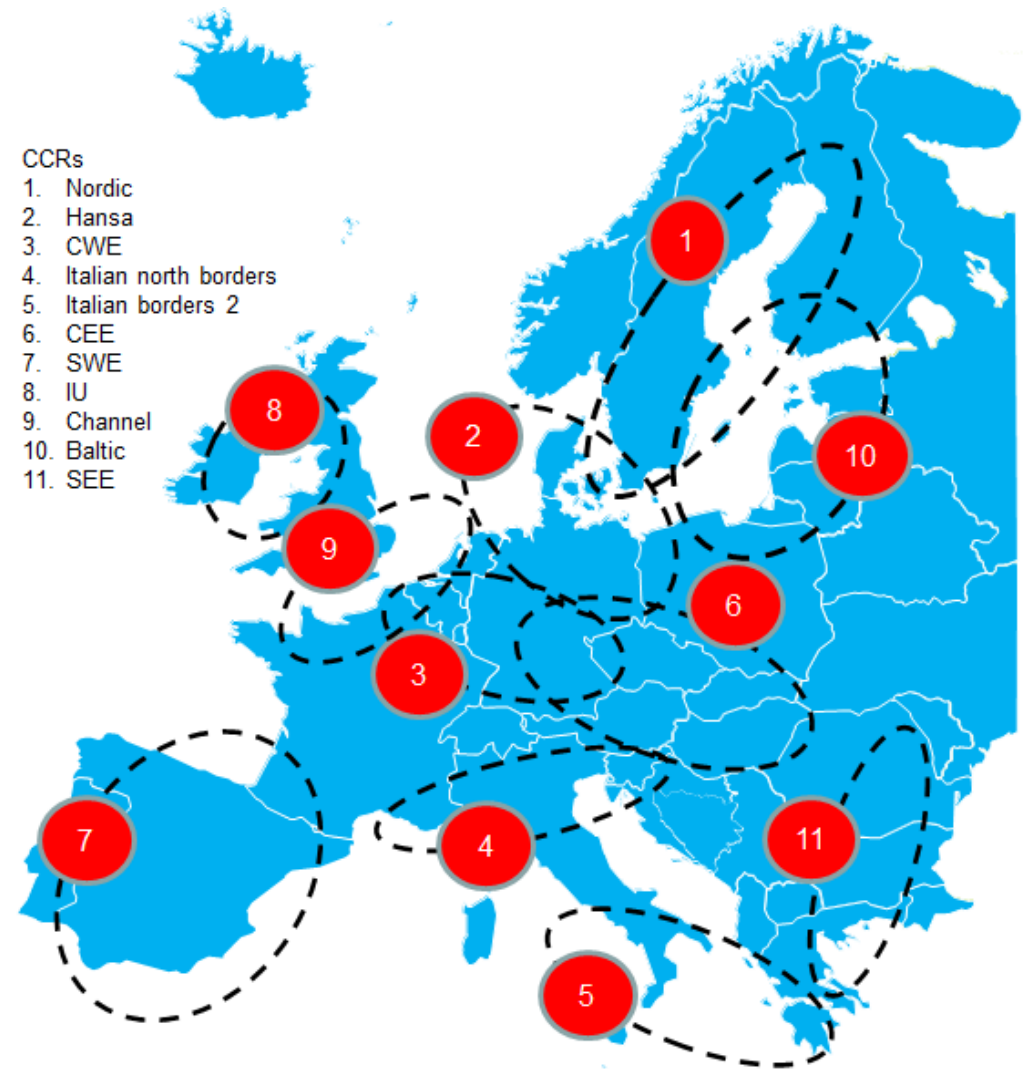 CCRs
1. Nordic
2. Hansa
3. CWE
4. Italian north borders
5. Italian borders 2
6. CEE
7. SWE
8. IU
9. Channel
10. Baltic
11. SEE
1
8
2
10
9
6
3
7
4
11
5